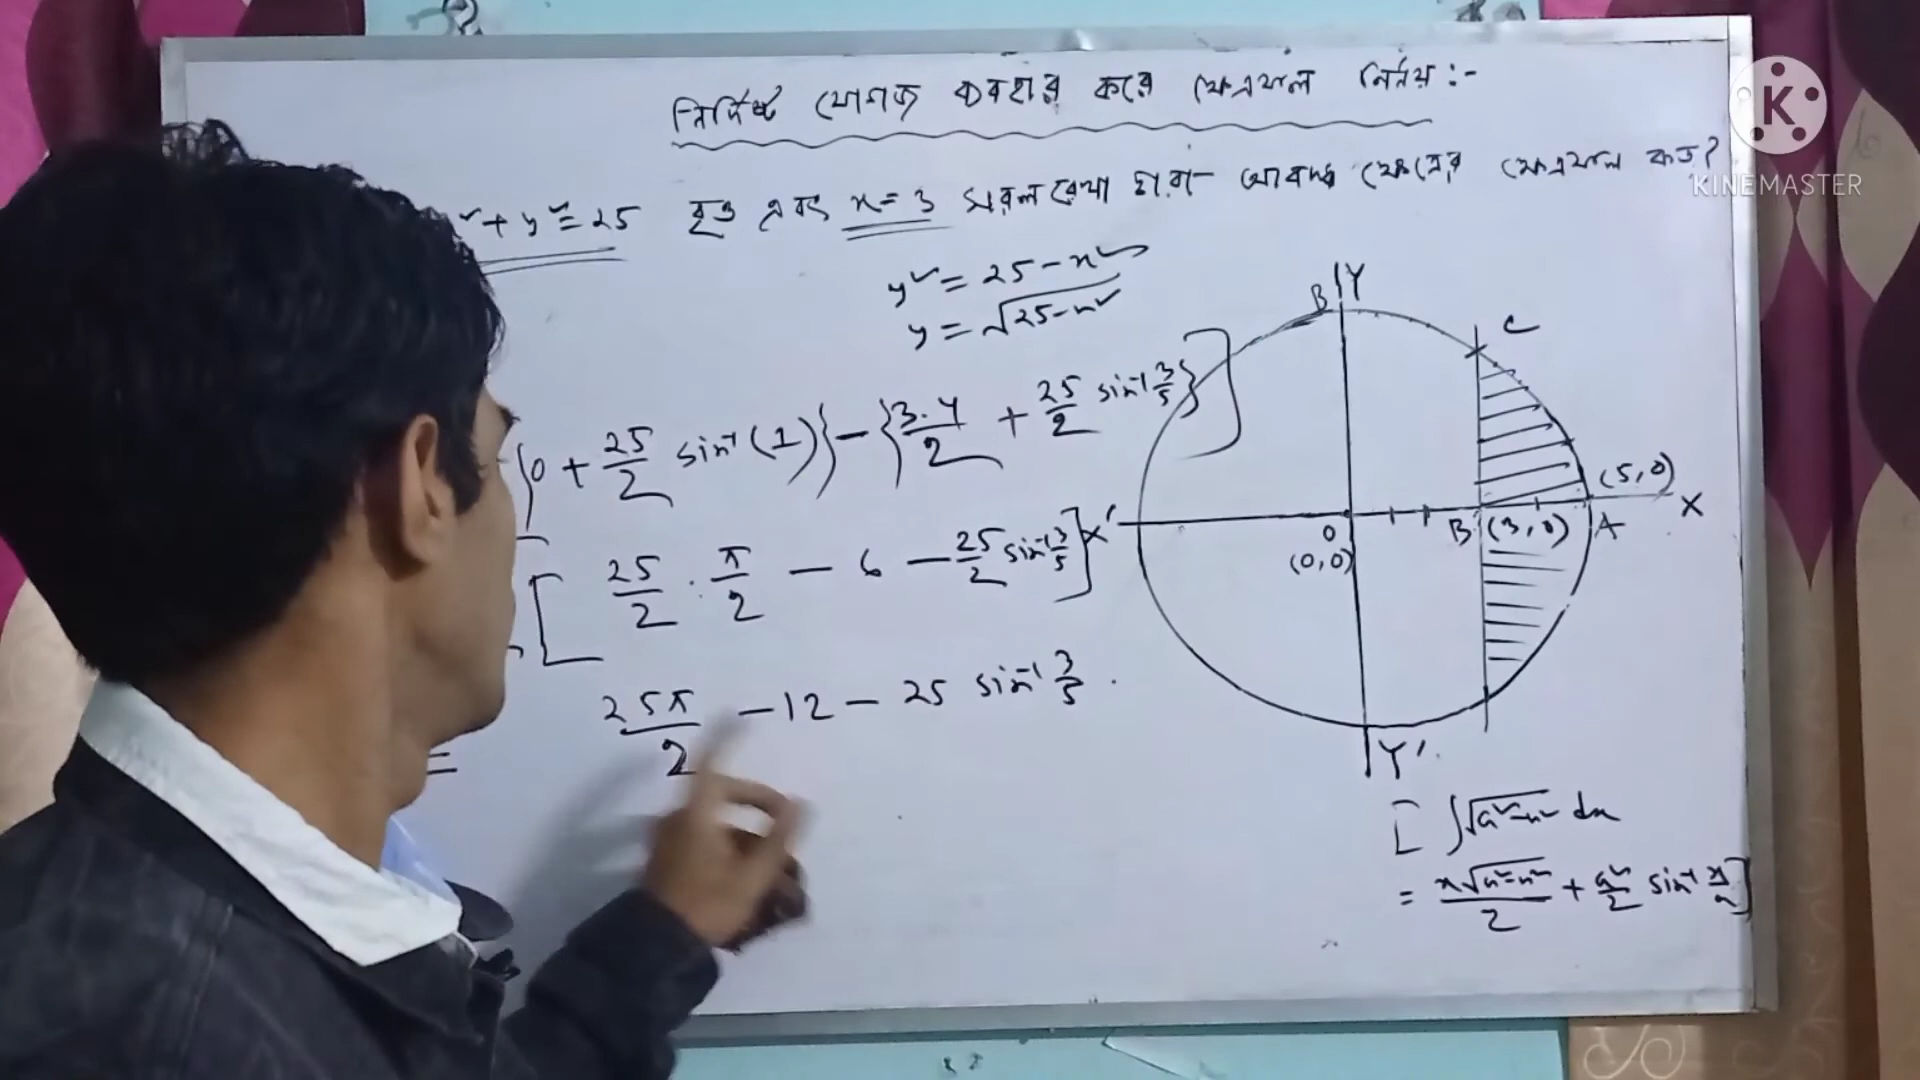 নির্দিষ্ট যোগজ ব্যবহার করে ক্ষেত্রফল নির্ণয় :-
² + y² = 25 বৃত্ত এবং x = 3 সরলরেখা দ্বারা আবদ্ধ ক্ষেত্রের ক্ষেত্রফল কত?
y² = 25 - x²
y = √25-x²
{0 + 25/2 sin⁻¹(1)} - {3.4/2 + 25/2 sin⁻¹ 3/5}]
[25/2 . π/2 - 6 - 25/2 sin⁻¹ 3/5]
= 25π/2 - 12 - 25 sin⁻¹ 3/5 .
B Y
C
(5,0)
X' O B (3,0) A X
(0,0)
Y'
[ ∫√a²-x² dx
= x√a²-x²/2 + a²/2 sin⁻¹ x/a ]
K
KINEMASTER